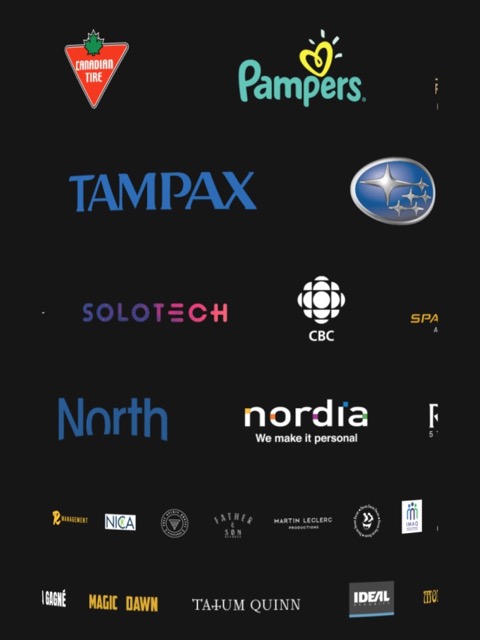 CANADIAN
TIRE
Pampers
TAMPAX
SOLOTECH
CBC
SPA
North
nordia
We make it personal
MANAGEMENT
NICA
FATHER
&
SON
MARTIN LECLERC
PRODUCTIONS
IMAQ
GAGNÉ
MAGIC DAWN
TATUM QUINN
IDEAL